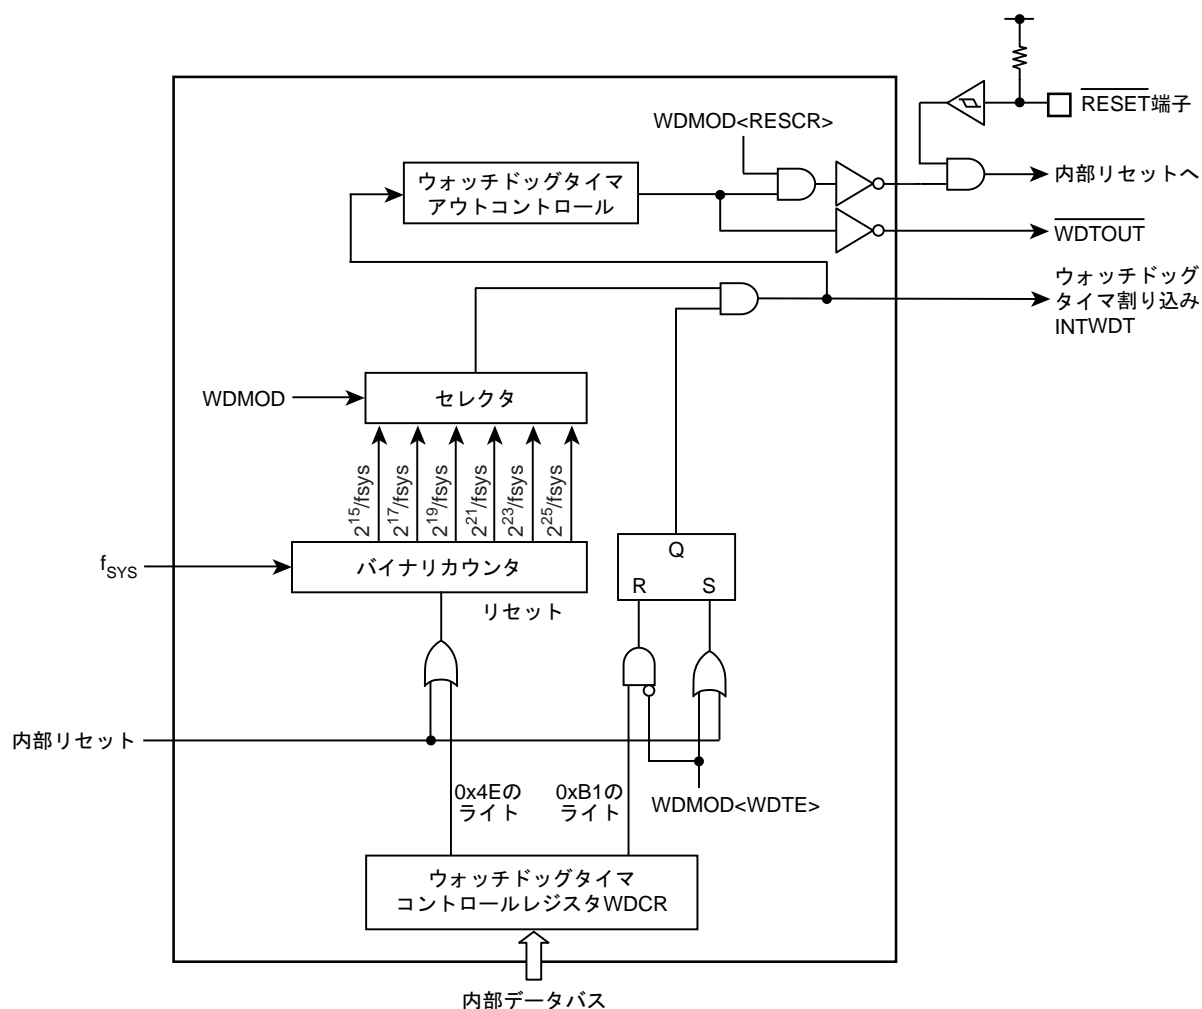 RESET端子
WDMOD<RESCR>
内部リセットへ
ウォッチドッグタイマ
アウトコントロール
WDTOUT
ウォッチドッグ
タイマ割り込み
INTWDT
WDMOD
セレクタ
2^15/fsys
2^17/fsys
2^19/fsys
2^21/fsys
2^23/fsys
2^25/fsys
fSYS
バイナリカウンタ
リセット
Q
R S
内部リセット
0x4Eの
ライト
0xB1の
ライト
WDMOD<WDTE>
ウォッチドッグタイマ
コントロールレジスタWDCR
内部データバス